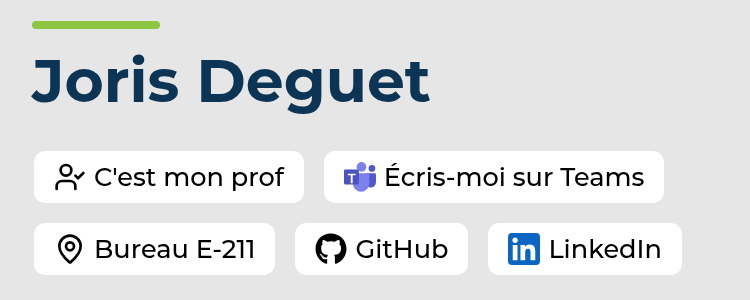 Joris Deguet
C'est mon prof
Écris-moi sur Teams
Bureau E-211
GitHub
LinkedIn